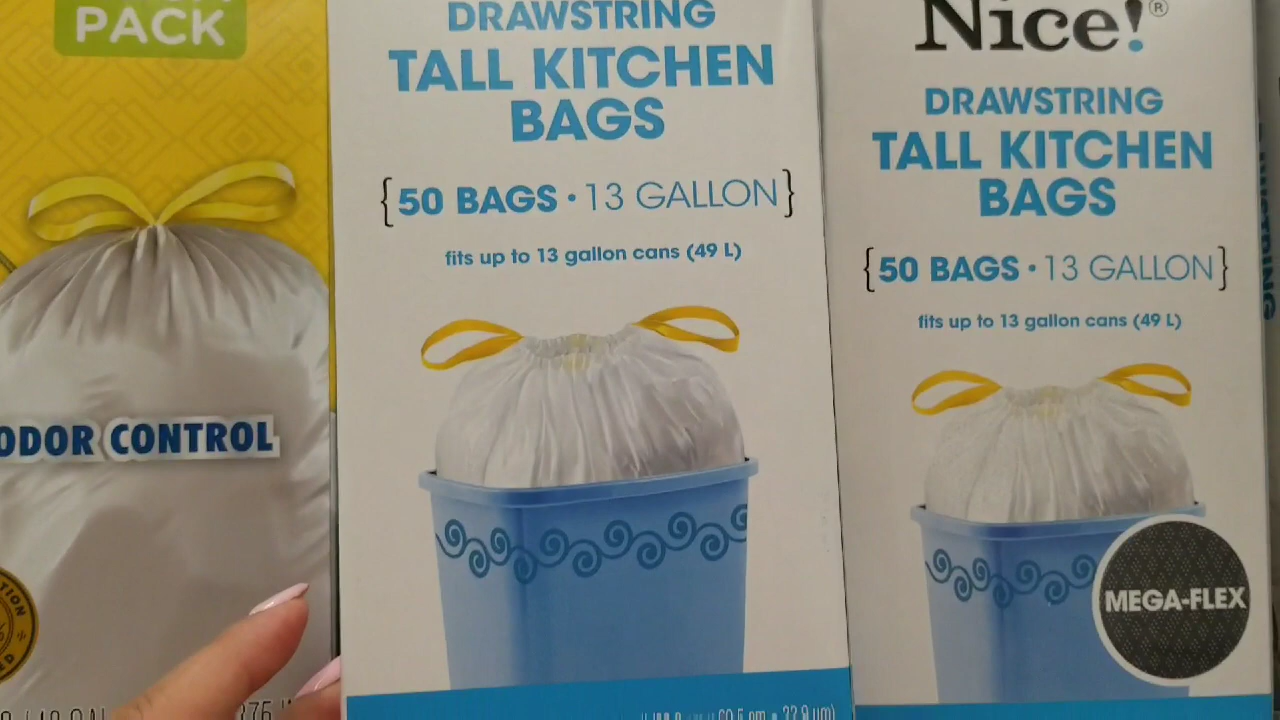 PACK
ODOR CONTROL
DRAWSTRING
TALL KITCHEN
BAGS
{50 BAGS • 13 GALLON}
fits up to 13 gallon cans (49 L)
Nice!®
DRAWSTRING
TALL KITCHEN
BAGS
{50 BAGS • 13 GALLON}
fits up to 13 gallon cans (49 L)
MEGA-FLEX